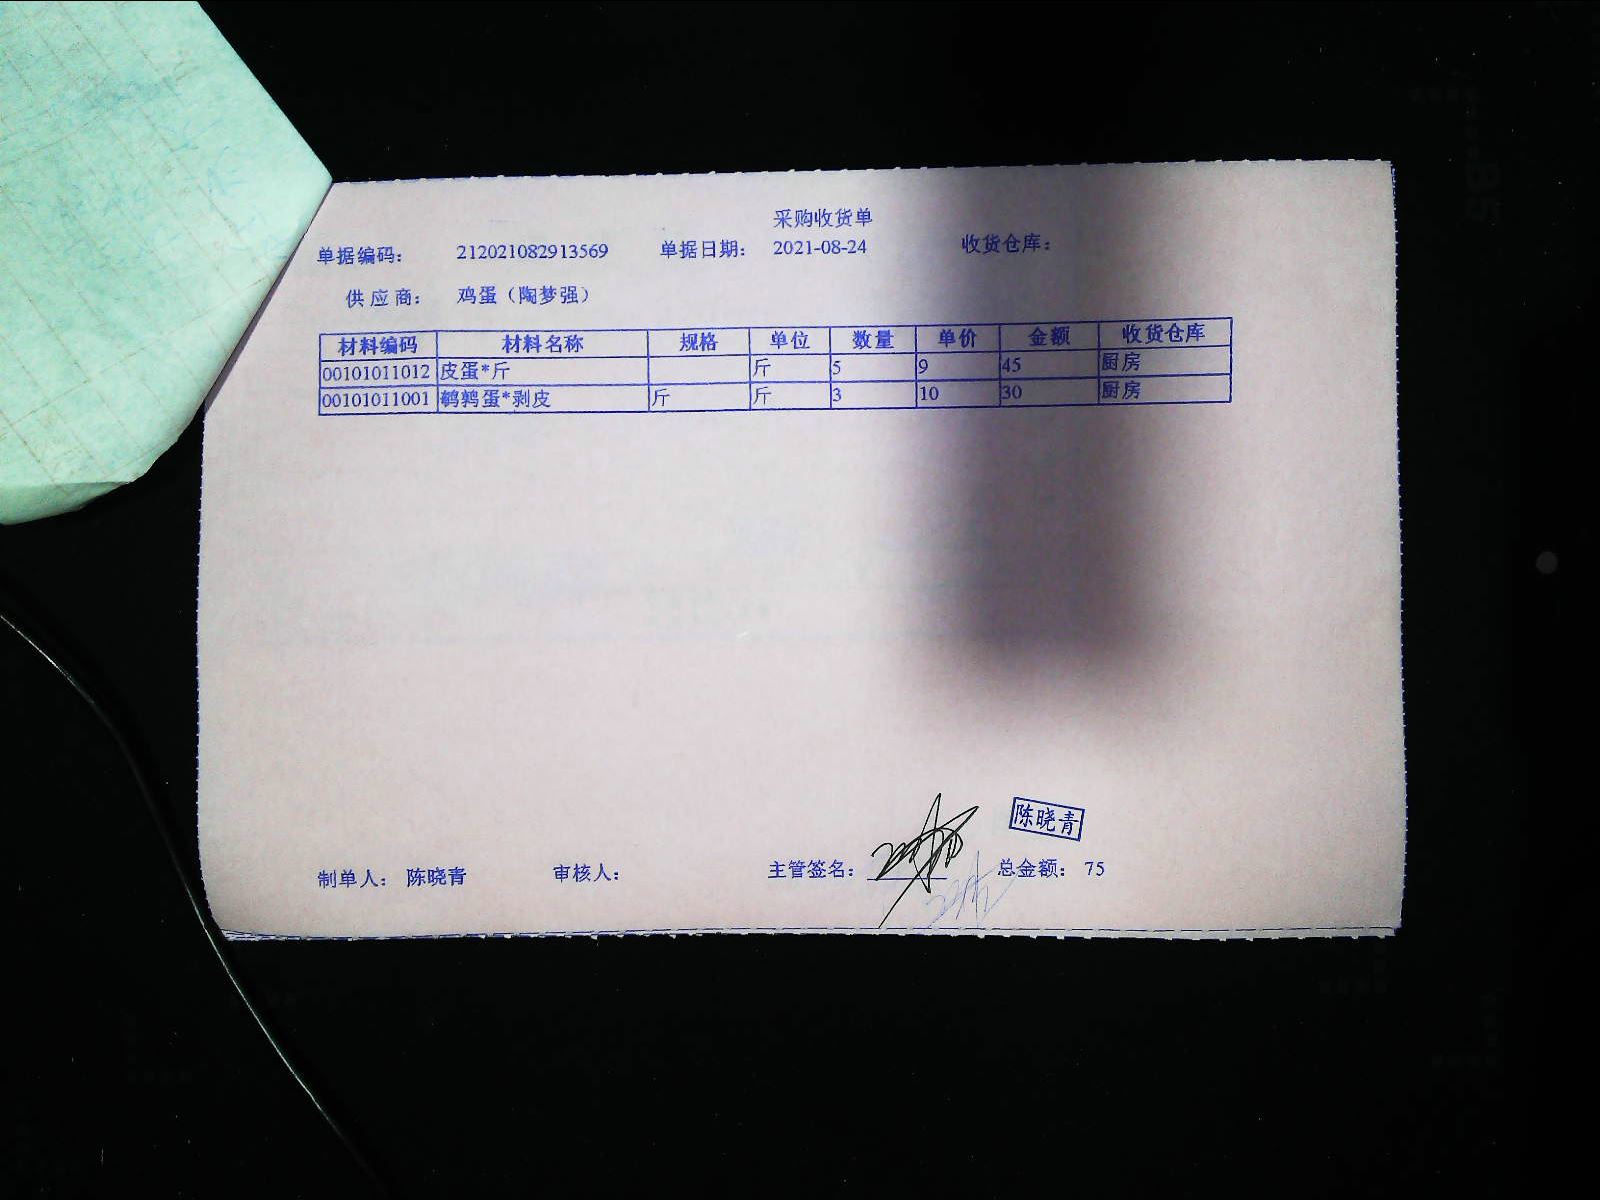 采购收货单
单据编码： 212021082913569 单据日期： 2021-08-24 收货仓库：
供应商： 鸡蛋（陶梦强）
材料编码 材料名称 规格 单位 数量 单价 金额 收货仓库
00101011012 皮蛋*斤 斤 5 9 45 厨房
00101011001 鹌鹑蛋*剥皮 斤 斤 3 10 30 厨房
陈晓青
制单人： 陈晓青 审核人： 主管签名： 总金额： 75